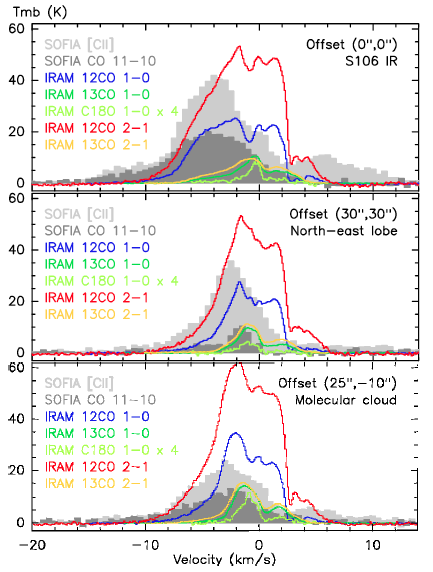 Tmb (K)
60
SOFIA [CII]
Offset (0",0")
SOFIA CO 11-10
S106 IR
IRAM 12CO 1-0
40
IRAM 13CO 1-0
IRAM C18O 1-0 x 4
IRAM 12CO 2-1
20
IRAM 13CO 2-1
0
60
SOFIA [CII]
Offset (30",30")
SOFIA CO 11-10
North-east lobe
IRAM 12CO 1-0
40
IRAM 13CO 1-0
IRAM C18O 1-0 x 4
IRAM 12CO 2-1
20
IRAM 13CO 2-1
0
60
SOFIA [CII]
Offset (25",-10")
SOFIA CO 11-10
Molecular cloud
IRAM 12CO 1-0
40
IRAM 13CO 1-0
IRAM C18O 1-0 x 4
IRAM 12CO 2-1
20
IRAM 13CO 2-1
0
-20 -10 0 10
Velocity (km/s)